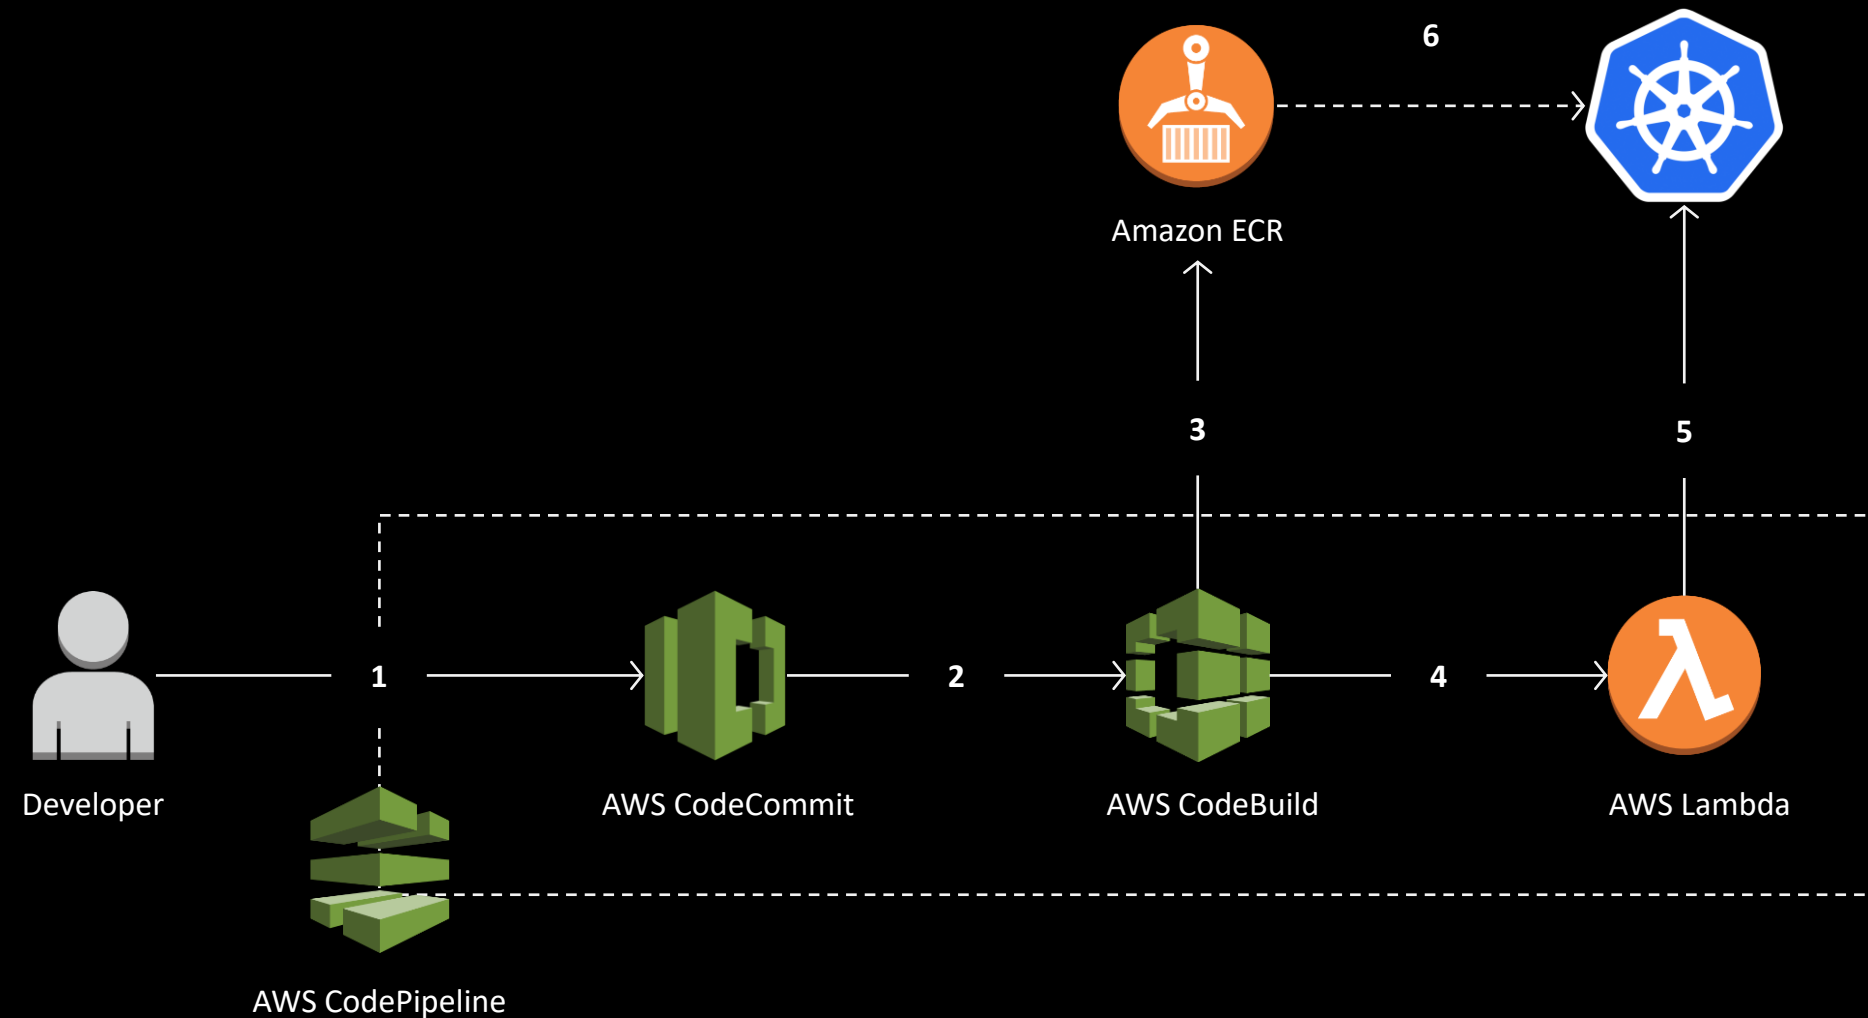 6
Amazon ECR
3
5
1
2
4
Developer
AWS CodeCommit
AWS CodeBuild
AWS Lambda
AWS CodePipeline